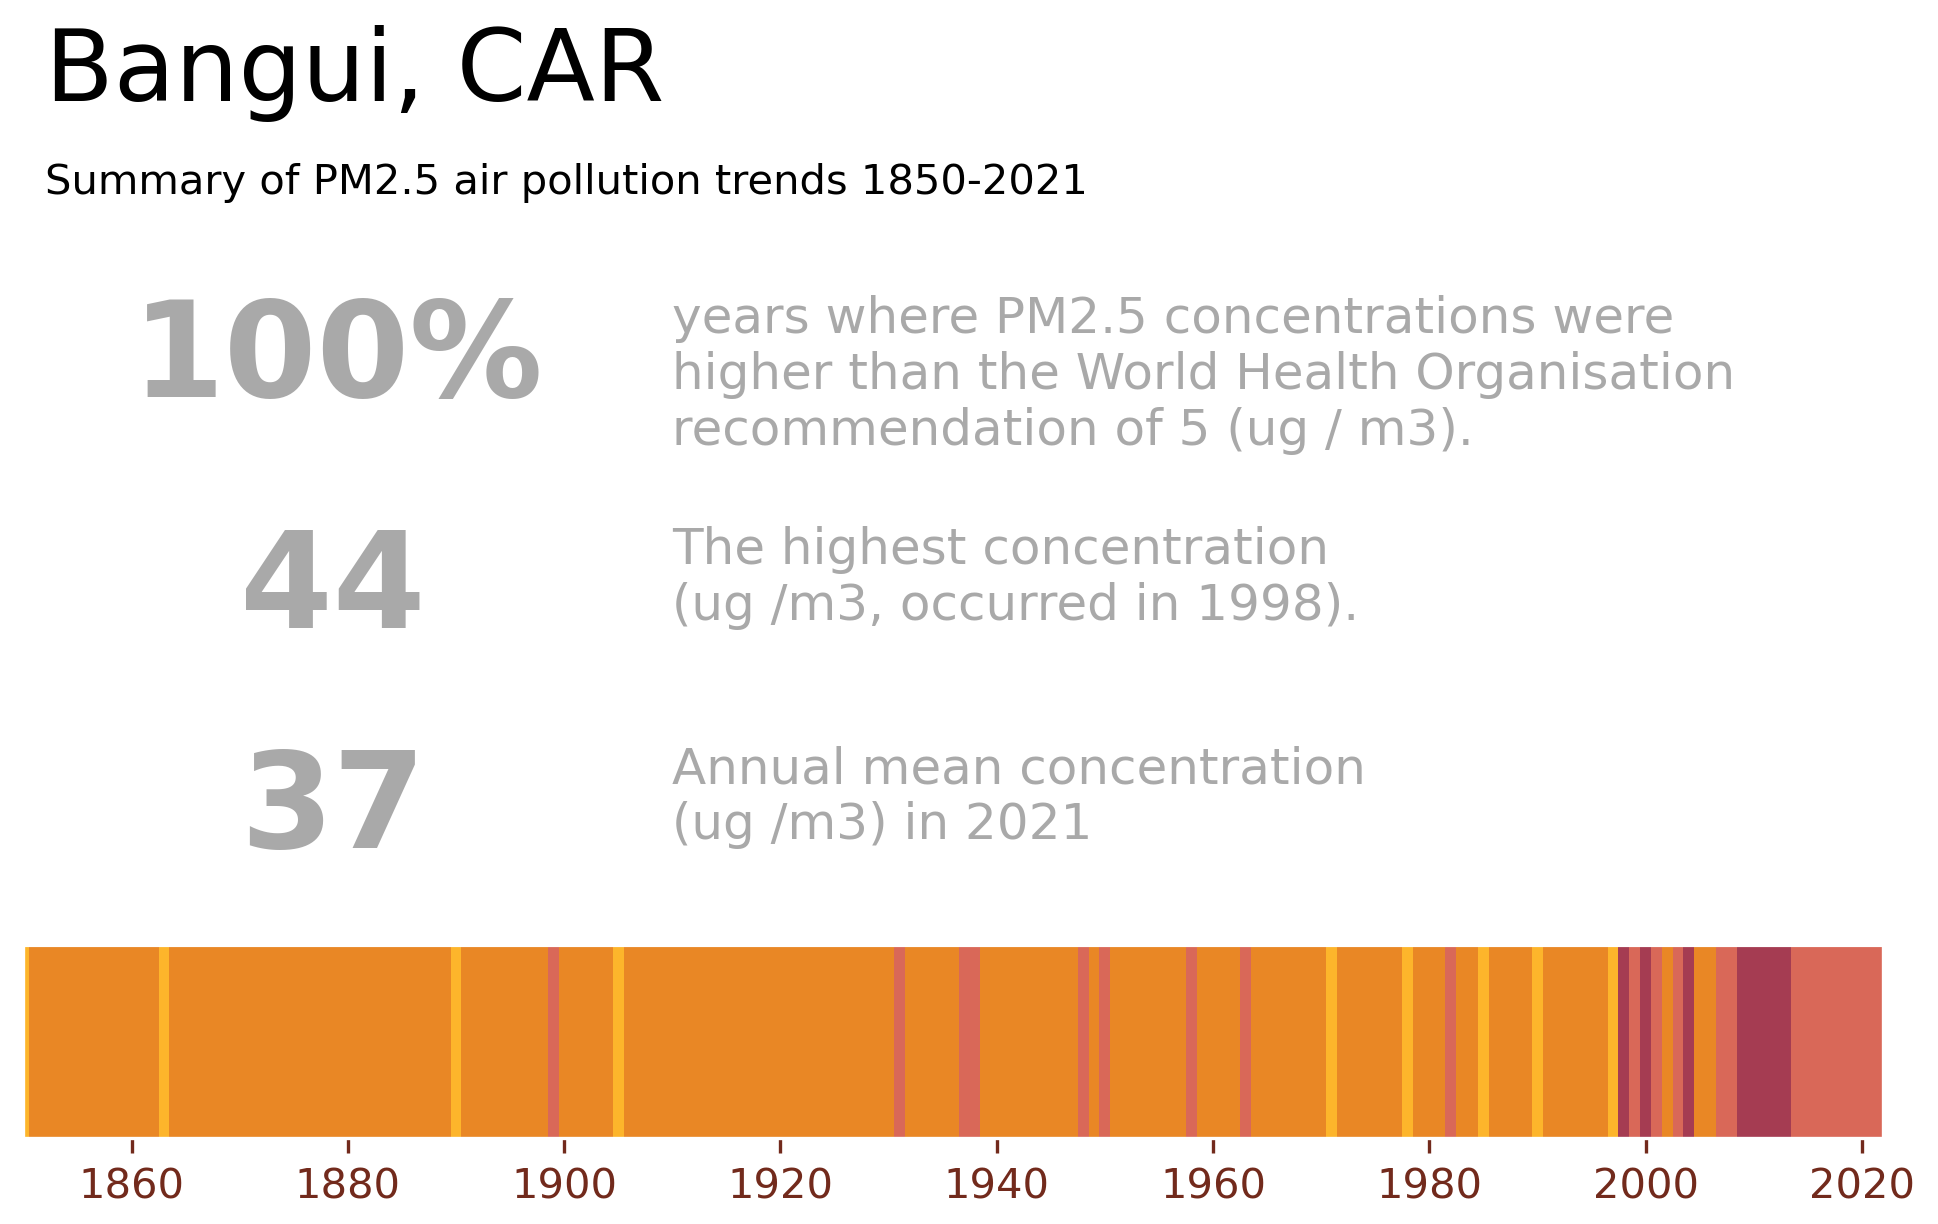 Bangui, CAR
Summary of PM2.5 air pollution trends 1850-2021
100%
years where PM2.5 concentrations were
higher than the World Health Organisation
recommendation of 5 (ug / m3).
44
The highest concentration
(ug /m3, occurred in 1998).
37
Annual mean concentration
(ug /m3) in 2021
1860 1880 1900 1920 1940 1960 1980 2000 2020